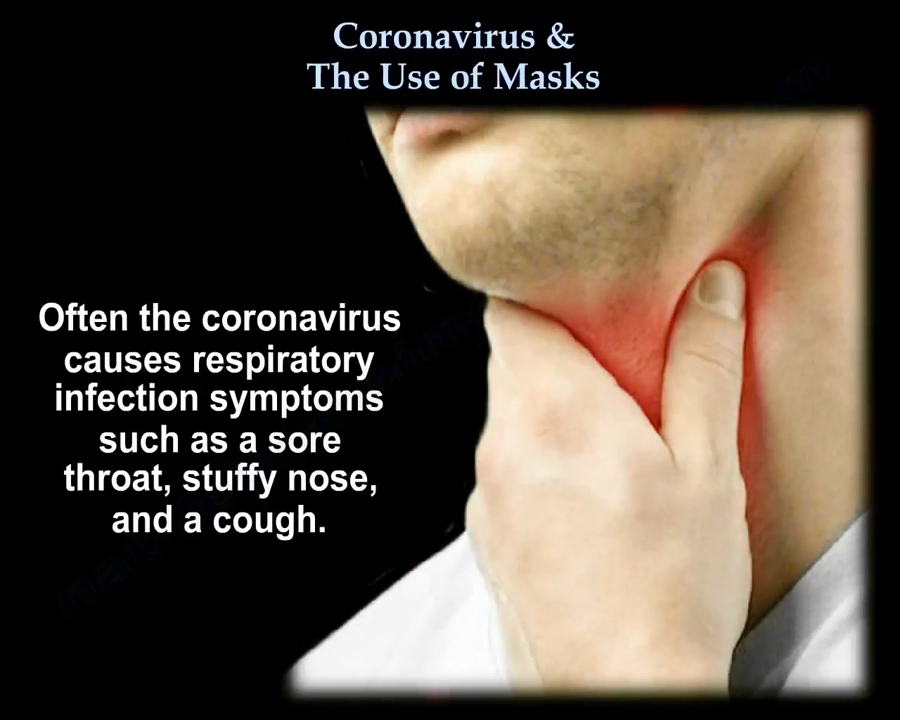 Coronavirus &
The Use of Masks
Often the coronavirus
causes respiratory
infection symptoms
such as a sore
throat, stuffy nose,
and a cough.